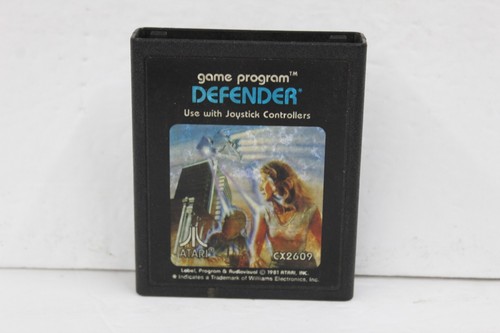 game program™
DEFENDER*
Use with Joystick Controllers
ATARI®
CX2609
Label, Program & Audiovisual © 1981 ATARI, INC.
* Indicates a Trademark of Williams Electronics, Inc.